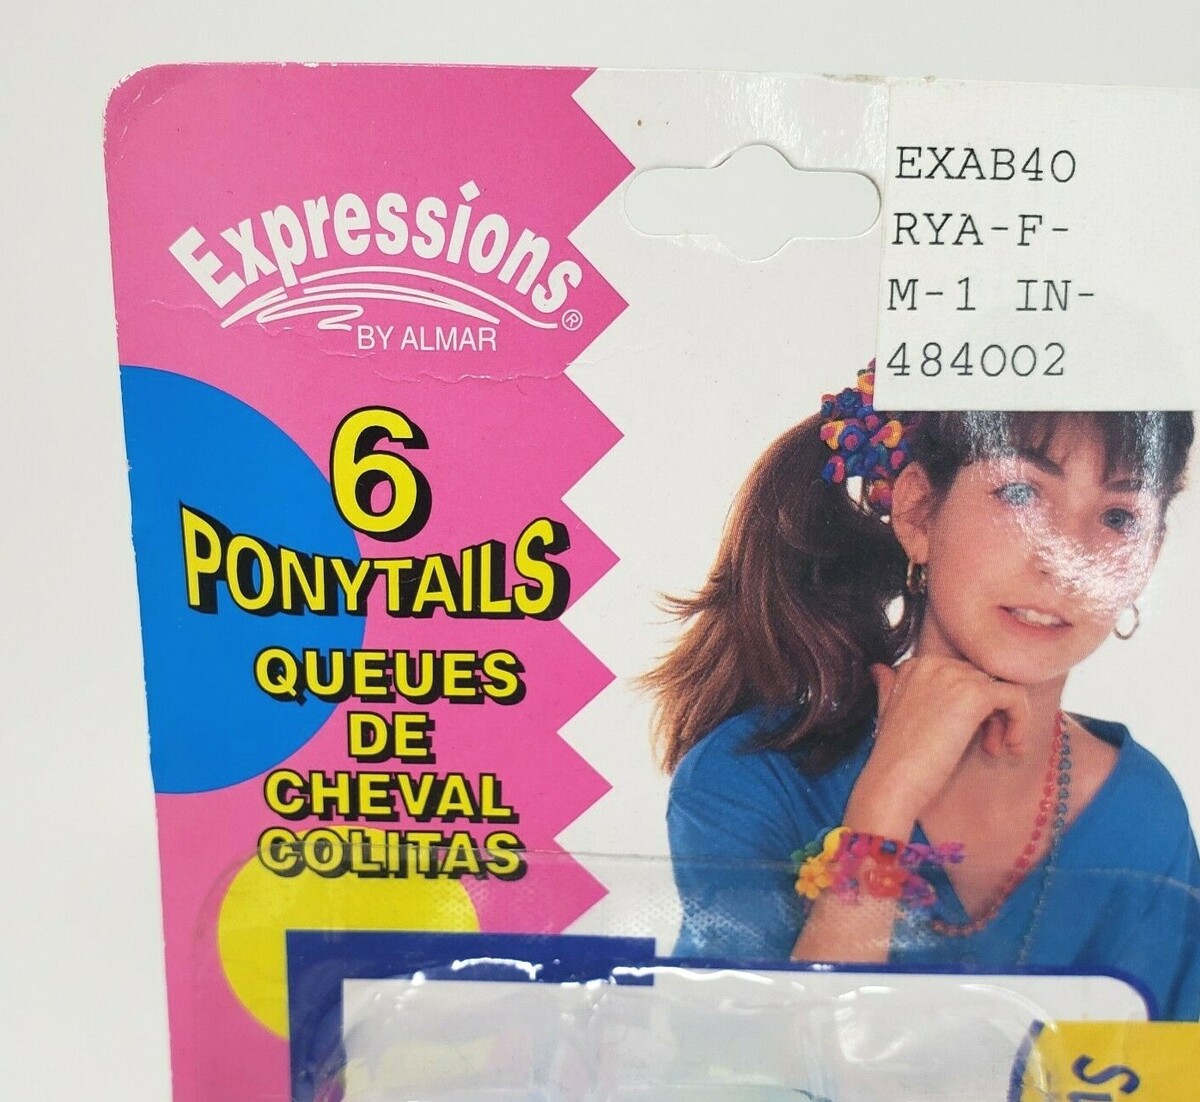 Expressions®
BY ALMAR
6
PONYTAILS
QUEUES
DE
CHEVAL
COLITAS
EXAB40
RYA-F-
M-1 IN-
484002